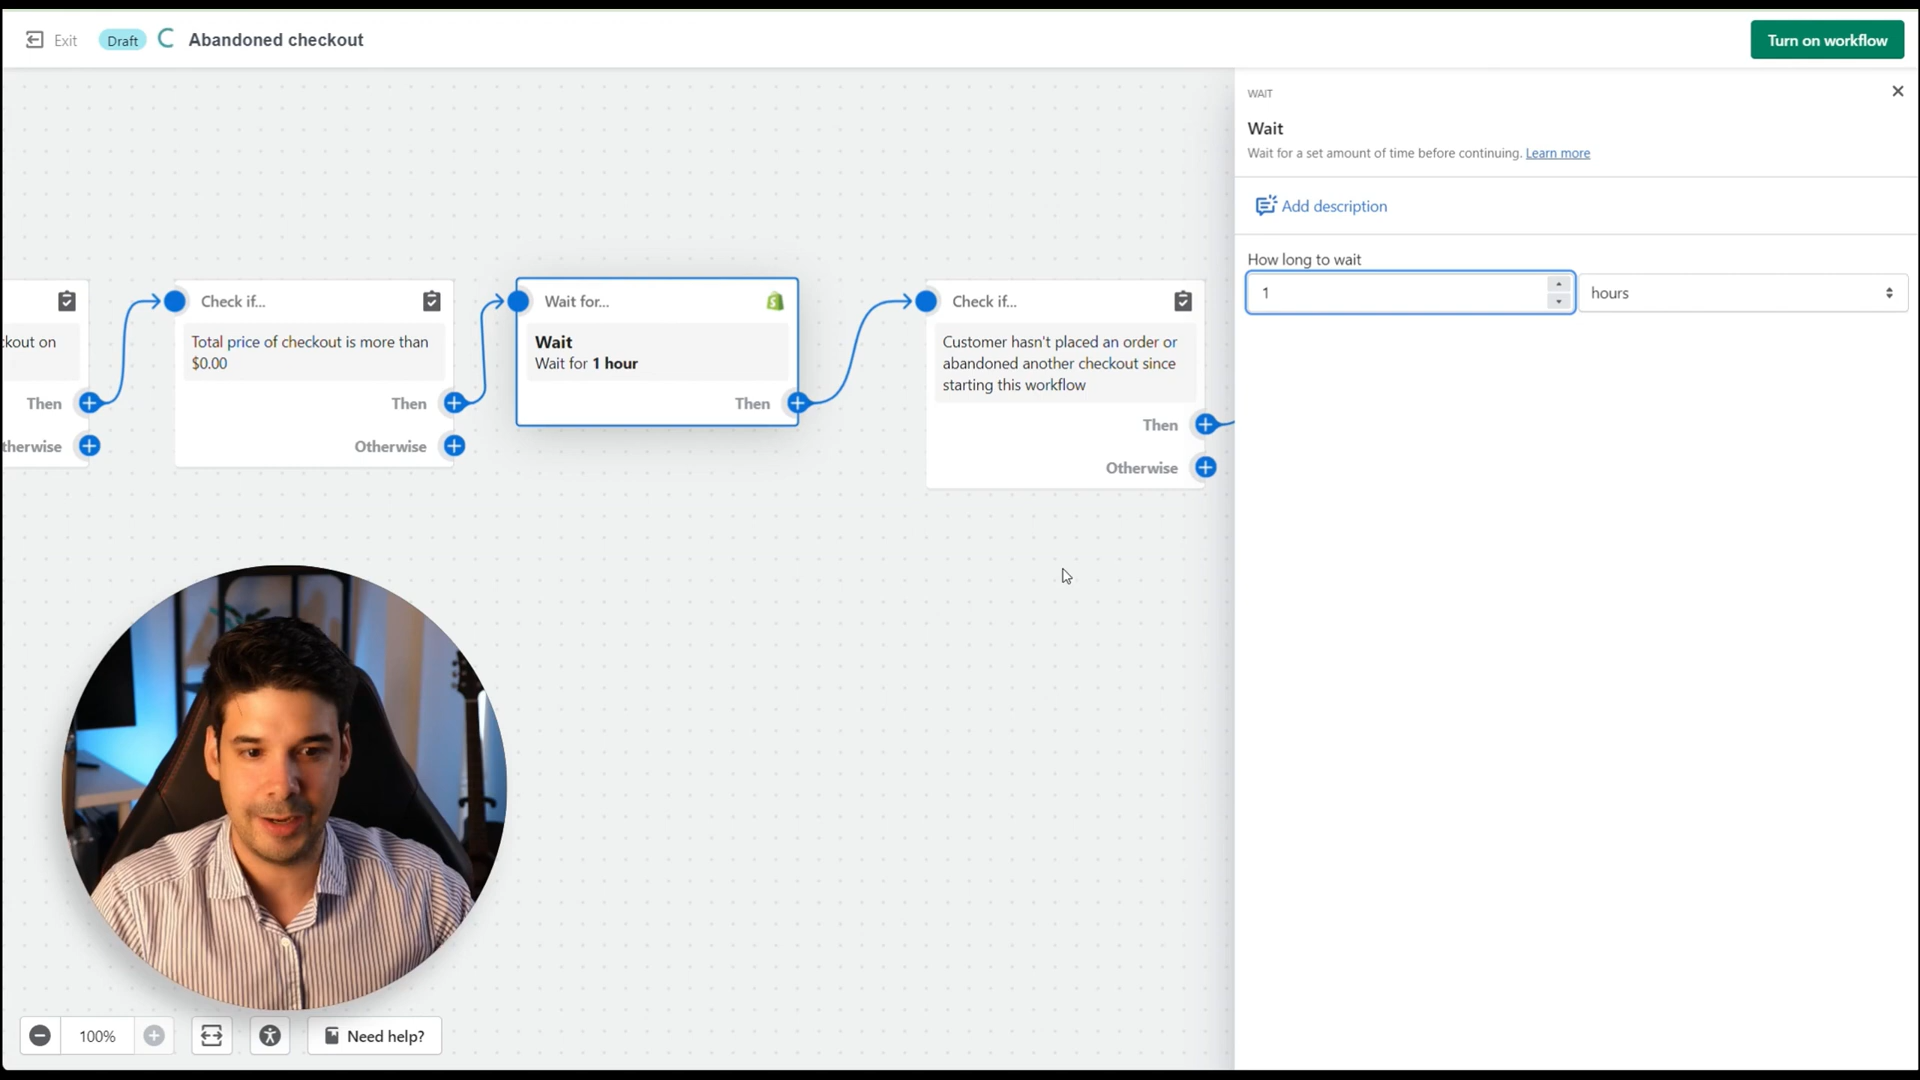 Exit
Draft
Abandoned checkout
Turn on workflow
WAIT
Wait
Wait for a set amount of time before continuing. Learn more
Add description
How long to wait
1
hours
kout on
Then
therwise
Check if...
Total price of checkout is more than
$0.00
Then
Otherwise
Wait for...
Wait
Wait for 1 hour
Then
Check if...
Customer hasn't placed an order or
abandoned another checkout since
starting this workflow
Then
Otherwise
100%
Need help?